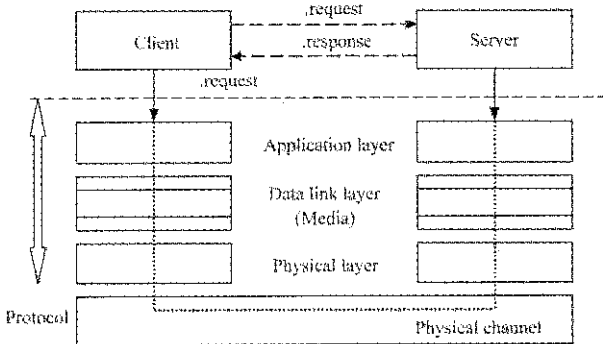 .request
Client
.response
Server
.request
Application layer
Data link layer
(Media)
Physical layer
Protocol
Physical channel